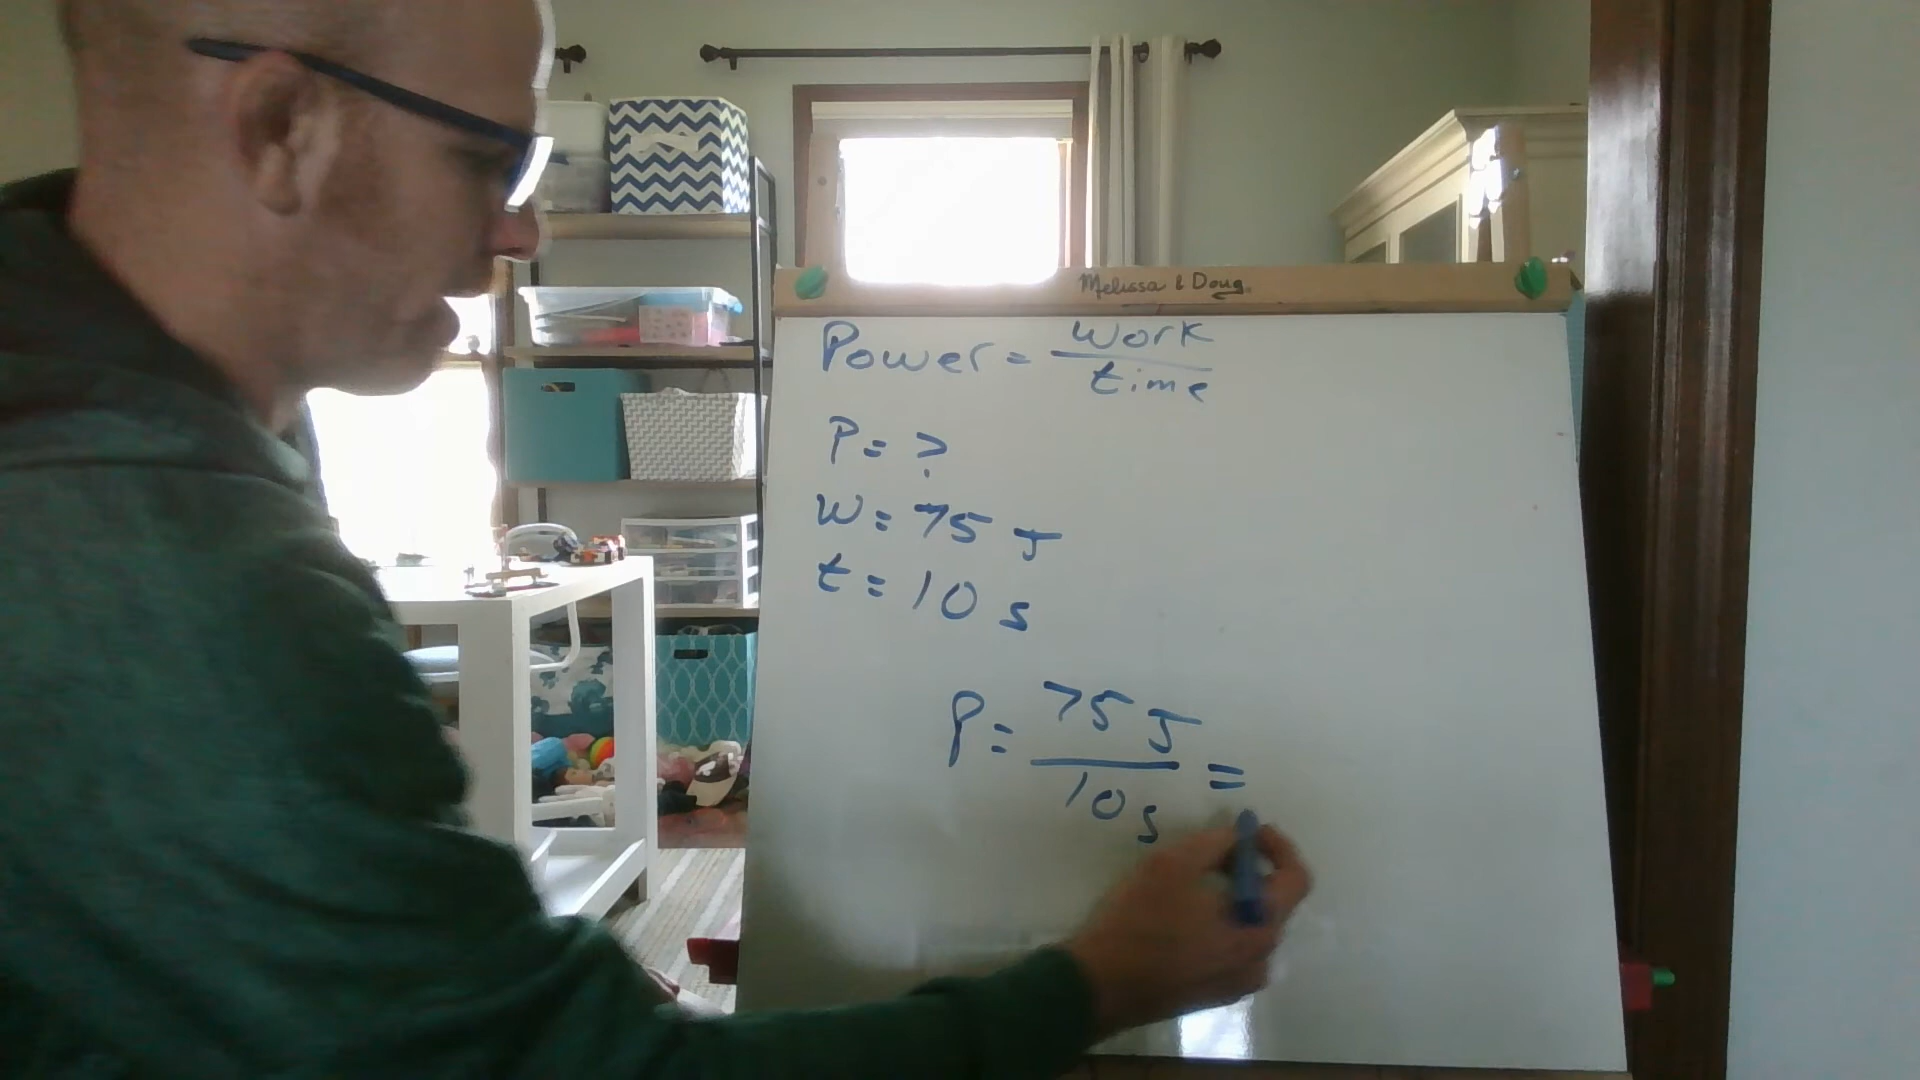 Melissa & Doug
Power = work / time
P = ?
W = 75 J
t = 10 s
P = 75 J / 10 s =